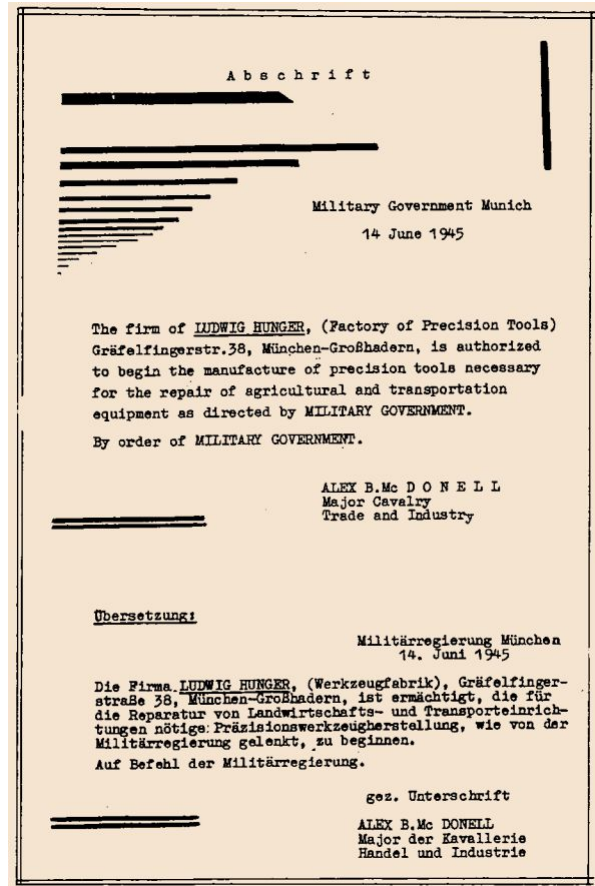 Abschrift
Military Government Munich
14 June 1945
The firm of LUDWIG HUNGER, (Factory of Precision Tools)
Gräfelfingerstr.38, München-Großhadern, is authorized
to begin the manufacture of precision tools necessary
for the repair of agricultural and transportation
equipment as directed by MILITARY GOVERNMENT.
By order of MILITARY GOVERNMENT.
ALEX B.Mc D O N E L L
Major Cavalry
Trade and Industry
Übersetzung:
Militärregierung München
14. Juni 1945
Die Firma LUDWIG HUNGER, (Werkzeugfabrik), Gräfelfinger-
straße 38, München-Großhadern, ist ermächtigt, die für
die Reparatur von Landwirtschafts- und Transporteinrich-
tungen nötige Präzisionswerkzeugherstellung, wie von der
Militärregierung gelenkt, zu beginnen.
Auf Befehl der Militärregierung.
gez. Unterschrift
ALEX B.Mc DONELL
Major der Kavallerie
Handel und Industrie